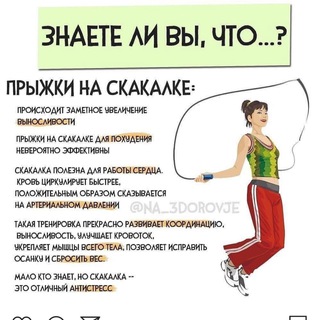 ЗНАЕТЕ ЛИ ВЫ, ЧТО...?
ПРЫЖКИ НА СКАКАЛКЕ:
ПРОИСХОДИТ ЗАМЕТНОЕ УВЕЛИЧЕНИЕ
ВЫНОСЛИВОСТИ
ПРЫЖКИ НА СКАКАЛКЕ ДЛЯ ПОХУДЕНИЯ
НЕВЕРОЯТНО ЭФФЕКТИВНЫ
СКАКАЛКА ПОЛЕЗНА ДЛЯ РАБОТЫ СЕРДЦА.
КРОВЬ ЦИРКУЛИРУЕТ БЫСТРЕЕ,
ПОЛОЖИТЕЛЬНЫМ ОБРАЗОМ СКАЗЫВАЕТСЯ
НА АРТЕРИАЛЬНОМ ДАВЛЕНИИ
@NA_3DOROVJE
ТАКАЯ ТРЕНИРОВКА ПРЕКРАСНО РАЗВИВАЕТ КООРДИНАЦИЮ,
ВЫНОСЛИВОСТЬ, УЛУЧШАЕТ КРОВОТОК,
УКРЕПЛЯЕТ МЫШЦЫ ВСЕГО ТЕЛА, ПОЗВОЛЯЕТ ИСПРАВИТЬ
ОСАНКУ И СБРОСИТЬ ВЕС.
МАЛО КТО ЗНАЕТ, НО СКАКАЛКА --
ЭТО ОТЛИЧНЫЙ АНТИСТРЕСС